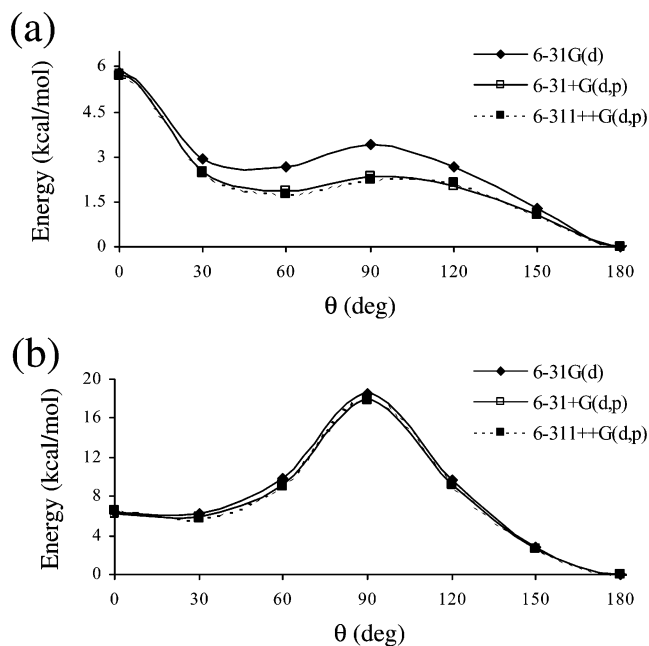 (a)
6
4.5
3
1.5
0
Energy (kcal/mol)
0 30 60 90 120 150 180
θ (deg)
6-31G(d)
6-31+G(d,p)
6-311++G(d,p)
(b)
20
16
12
8
4
0
Energy (kcal/mol)
0 30 60 90 120 150 180
θ (deg)
6-31G(d)
6-31+G(d,p)
6-311++G(d,p)